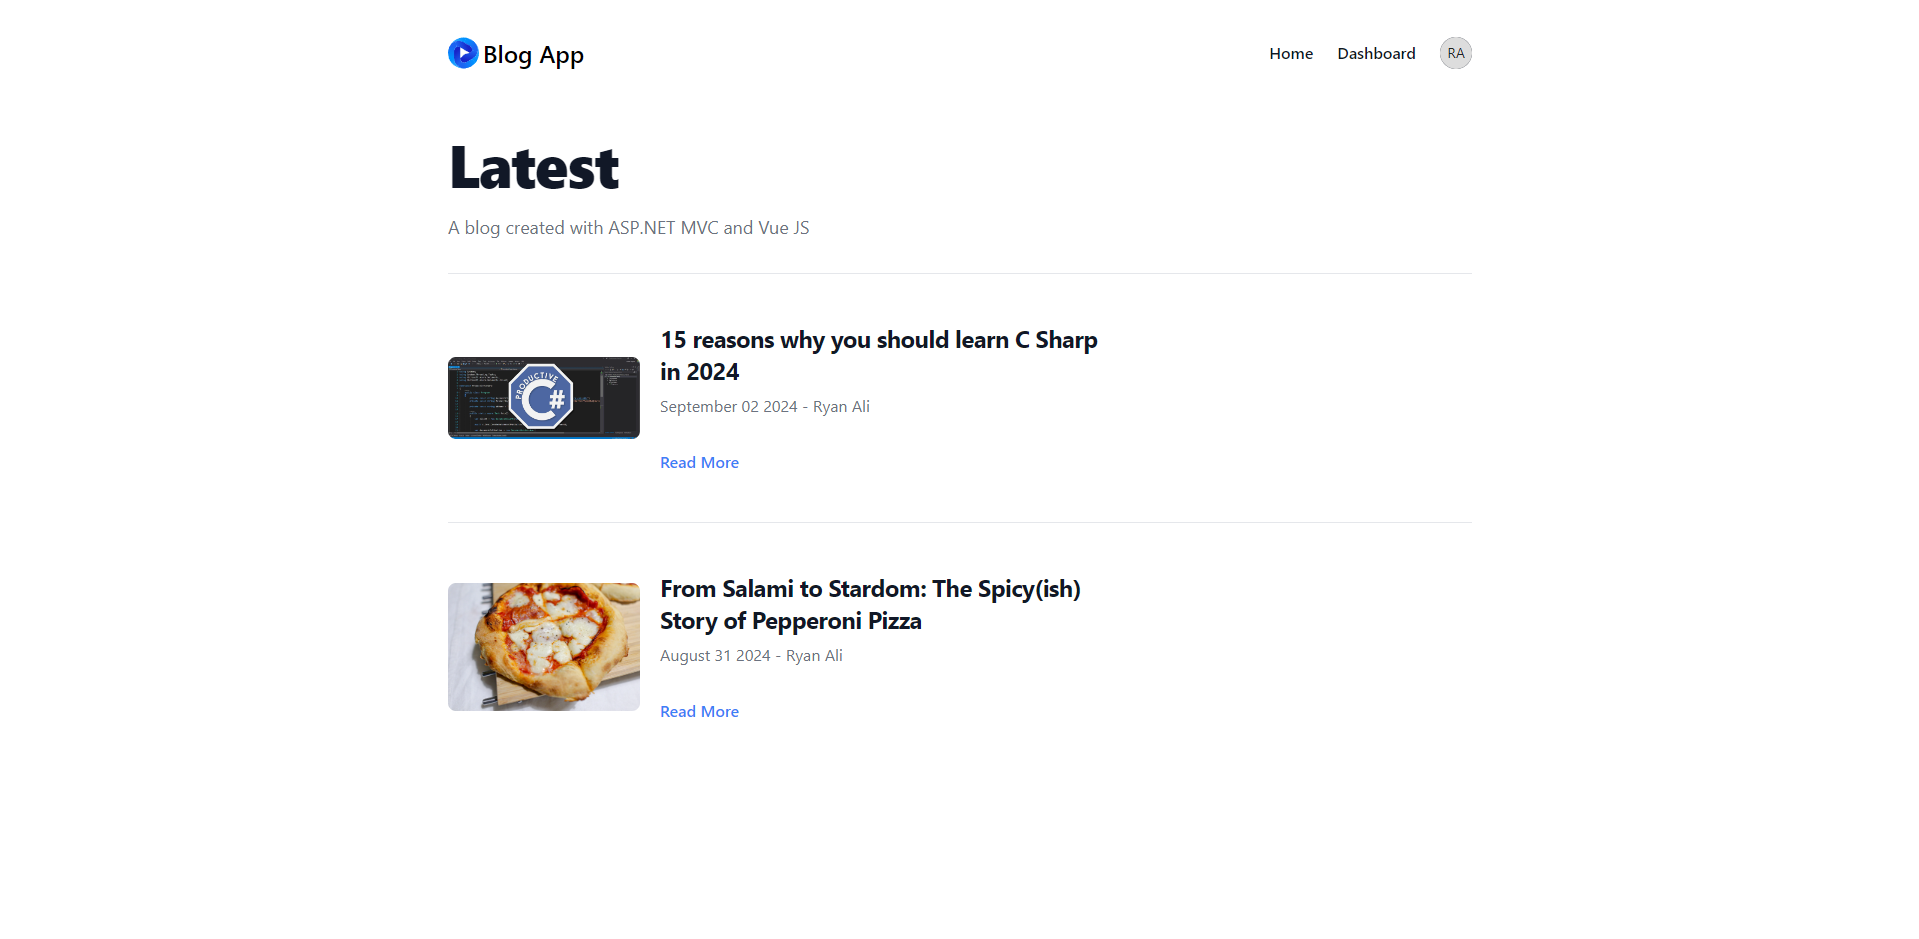 Blog App
Home
Dashboard
RA
Latest
A blog created with ASP.NET MVC and Vue JS
PRODUCTIVE
C#
15 reasons why you should learn C Sharp
in 2024
September 02 2024 - Ryan Ali
Read More
From Salami to Stardom: The Spicy(ish)
Story of Pepperoni Pizza
August 31 2024 - Ryan Ali
Read More